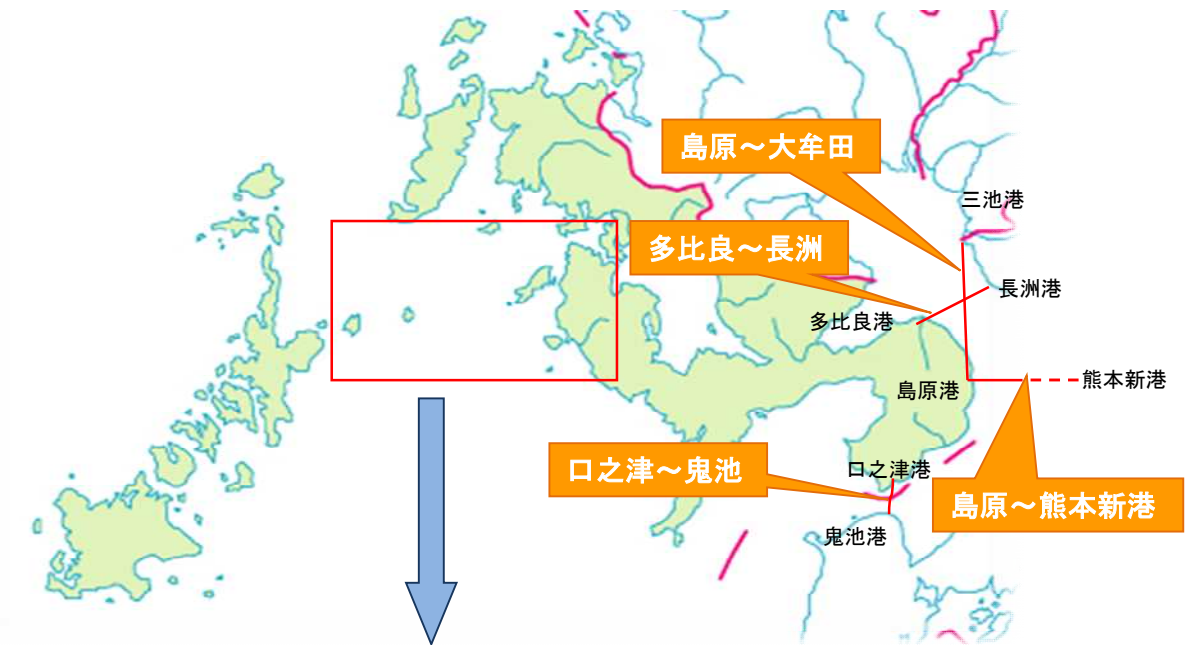 島原～大牟田
三池港
多比良～長洲
長洲港
多比良港
熊本新港
島原港
口之津～鬼池
口之津港
島原～熊本新港
鬼池港